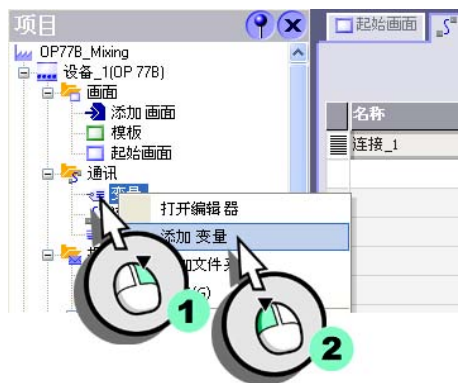 项目
起始画面
OP77B_Mixing
设备_1(OP 77B)
画面
添加 画面
名称
模板
连接_1
起始画面
通讯
变量
打开编辑器
添加 变量
加文件夹
(G)
1
2